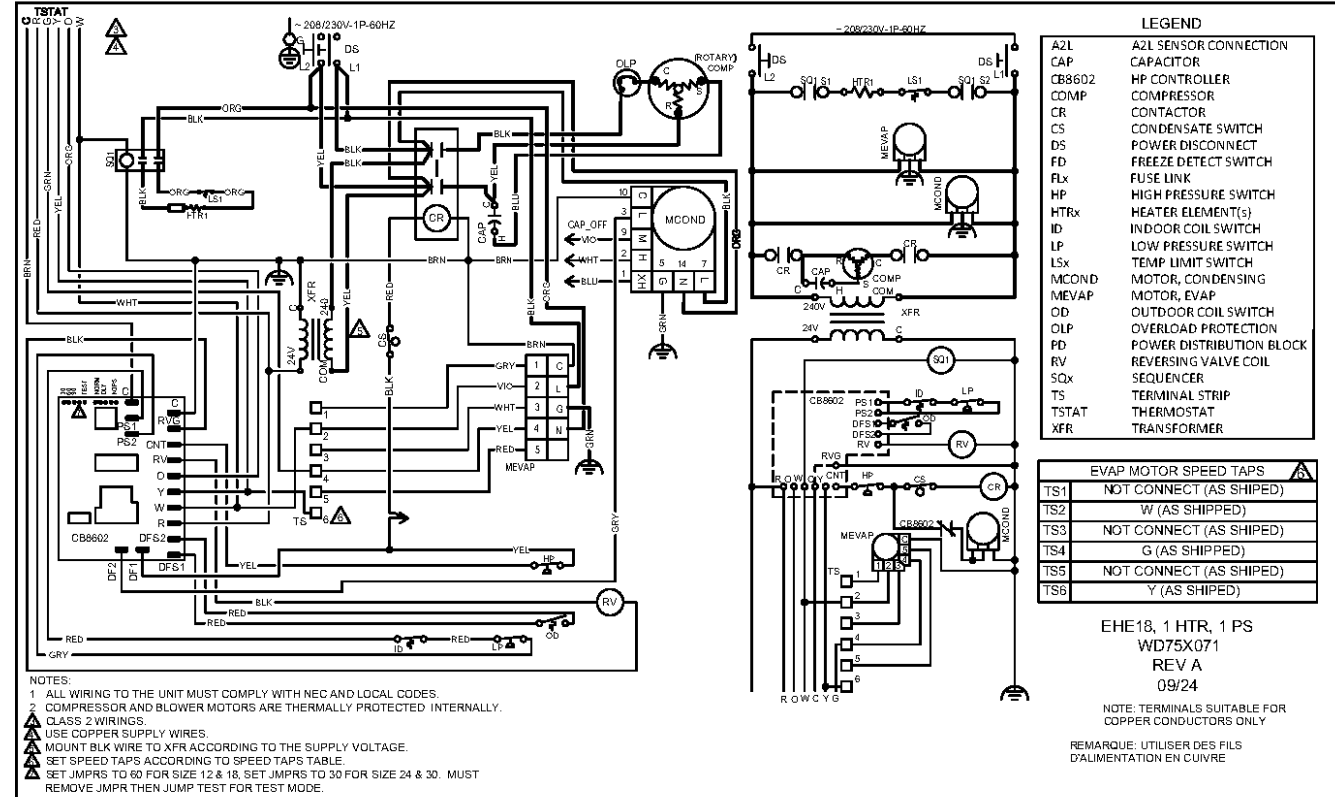 TSTAT
C R G Y O W
3
4
~ 208/230V-1P-60HZ
G
DS
L2
L1
ORG
BLK
SQ1
BLK
ORG
ORG
LS1
HTR1
BRN
RED
GRN
YEL
ORG
WHT
BLK
YEL
BLK
BLK
BLK
YEL
CR
OLP
(ROTARY)
COMP
C
S
R
YEL
BLU
C
CAP
H
BRN
BRN
BRN
10
3
9
2
1
C
L
M
H
XH
MCOND
5 14 7
G N L
CAP_OFF
VIO
WHT
BLU
BLK
ORG
GRN
C
XFR
240
24V
COM
YEL
5
RED
CS
BLK
BLK
ORG
BRN
GRY
VIO
WHT
YEL
RED
1 C
2 L
3 G
4 N
5
MEVAP
GRN
GRY
1
2
3
4
5
TS 6
6
TEST
NORM
DLY
C
PS1
PS2
C
RVG
CNT
RV
O
Y
W
R
CB8602
DFS2
DFS1
DF2
DF1
YEL
YEL
HP
BLK
RV
RED
RED
OD
RED
ID
RED
LP
GRY
~ 208/230V-1P-60HZ
DS
L2
DS
L1
SQ1 S1
HTR1
LS1
SQ1 S2
MEVAP
MCOND
CR
CAP
C
H
R
C
S
COMP
CR
COM
240V
XFR
24V
C
SQ1
CB8602
PS1
PS2
DFS1
DFS2
RV
ID
LP
OD
RV
RVG
R O W C Y CNT
HP
CS
CR
CB8602
MCOND
MEVAP
C
1 2 3
TS
1
2
3
4
5
6
R O W C Y G
LEGEND
A2L A2L SENSOR CONNECTION
CAP CAPACITOR
CB8602 HP CONTROLLER
COMP COMPRESSOR
CR CONTACTOR
CS CONDENSATE SWITCH
DS POWER DISCONNECT
FD FREEZE DETECT SWITCH
FLx FUSE LINK
HP HIGH PRESSURE SWITCH
HTRx HEATER ELEMENT(s)
ID INDOOR COIL SWITCH
LP LOW PRESSURE SWITCH
LSx TEMP LIMIT SWITCH
MCOND MOTOR, CONDENSING
MEVAP MOTOR, EVAP
OD OUTDOOR COIL SWITCH
OLP OVERLOAD PROTECTION
PD POWER DISTRIBUTION BLOCK
RV REVERSING VALVE COIL
SQx SEQUENCER
TS TERMINAL STRIP
TSTAT THERMOSTAT
XFR TRANSFORMER
EVAP MOTOR SPEED TAPS 6
TS1 NOT CONNECT (AS SHIPED)
TS2 W (AS SHIPPED)
TS3 NOT CONNECT (AS SHIPED)
TS4 G (AS SHIPPED)
TS5 NOT CONNECT (AS SHIPED)
TS6 Y (AS SHIPED)
EHE18, 1 HTR, 1 PS
WD75X071
REV A
09/24
NOTE: TERMINALS SUITABLE FOR
COPPER CONDUCTORS ONLY
REMARQUE: UTILISER DES FILS
D'ALIMENTATION EN CUIVRE
NOTES:
1 ALL WIRING TO THE UNIT MUST COMPLY WITH NEC AND LOCAL CODES.
2 COMPRESSOR AND BLOWER MOTORS ARE THERMALLY PROTECTED INTERNALLY.
CLASS 2 WIRINGS.
USE COPPER SUPPLY WIRES.
MOUNT BLK WIRE TO XFR ACCORDING TO THE SUPPLY VOLTAGE.
SET SPEED TAPS ACCORDING TO SPEED TAPS TABLE.
SET JMPRS TO 60 FOR SIZE 12 & 18, SET JMPRS TO 30 FOR SIZE 24 & 30. MUST
REMOVE JMPR THEN JUMP TEST FOR TEST MODE.